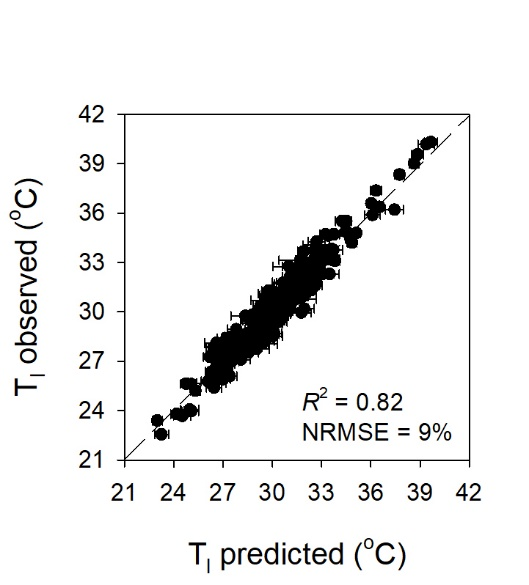 42
39
36
33
30
27
24
21
T_l observed (°C)
R² = 0.82
NRMSE = 9%
21 24 27 30 33 36 39 42
T_l predicted (°C)